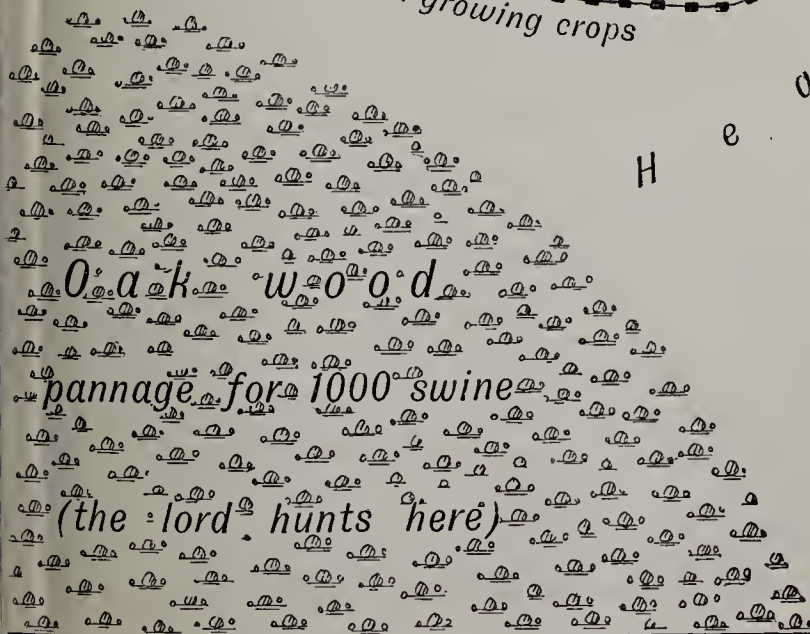 growing crops
H e
Oak wood
pannage for 1000 swine
(the lord hunts here)